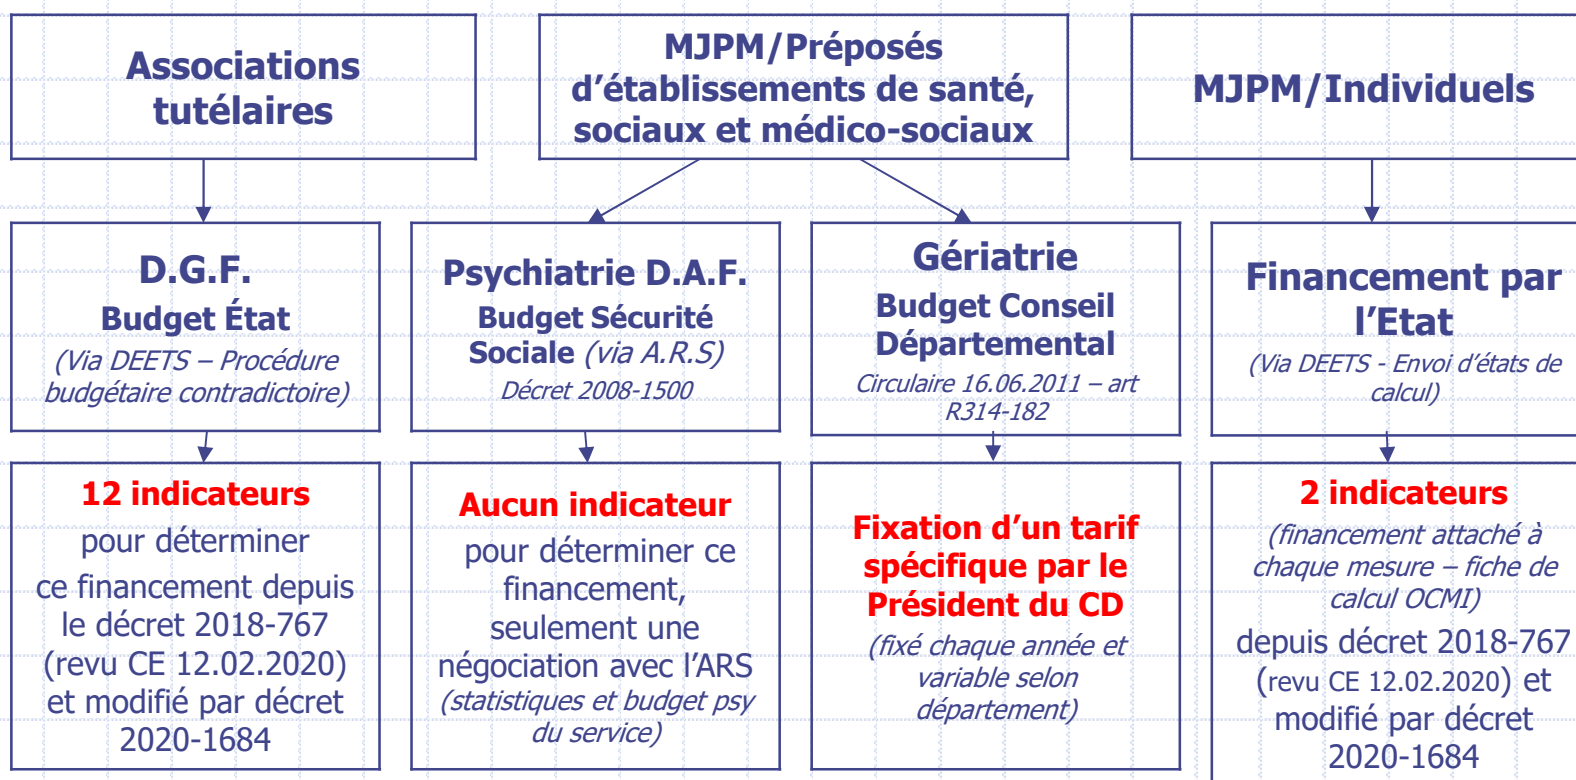 Associations
tutélaires
MJPM/Préposés
d’établissements de santé,
sociaux et médico-sociaux
MJPM/Individuels
D.G.F.
Budget État
(Via DEETS – Procédure
budgétaire contradictoire)
Psychiatrie D.A.F.
Budget Sécurité
Sociale (via A.R.S)
Décret 2008-1500
Gériatrie
Budget Conseil
Départemental
Circulaire 16.06.2011 – art
R314-182
Financement par
l’Etat
(Via DEETS - Envoi d’états de
calcul)
12 indicateurs
pour déterminer
ce financement depuis
le décret 2018-767
(revu CE 12.02.2020)
et modifié par décret
2020-1684
Aucun indicateur
pour déterminer ce
financement,
seulement une
négociation avec l’ARS
(statistiques et budget psy
du service)
Fixation d’un tarif
spécifique par le
Président du CD
(fixé chaque année et
variable selon
département)
2 indicateurs
(financement attaché à
chaque mesure – fiche de
calcul OCMI)
depuis décret 2018-767
(revu CE 12.02.2020) et
modifié par décret
2020-1684